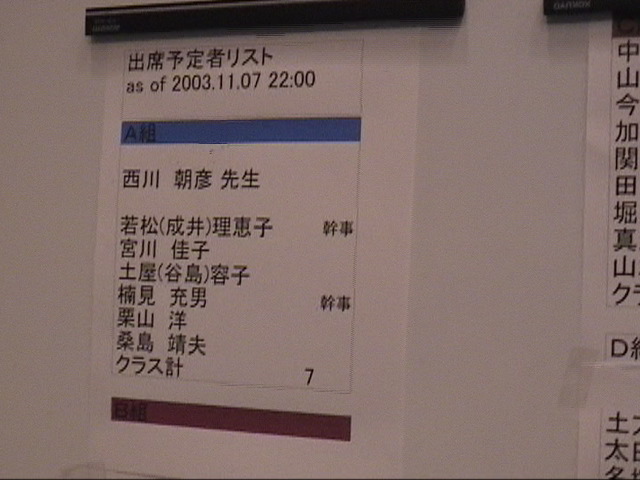 出席予定者リスト
as of 2003.11.07 22:00
A組
西川 朝彦 先生
若松(成井)理恵子 幹事
宮川 佳子
土屋(谷島)容子
楠見 充男 幹事
栗山 洋
桑島 靖夫
クラス計 7
B組
中
山
今
加
関
田
堀
真
山
クラ
D組
土
太